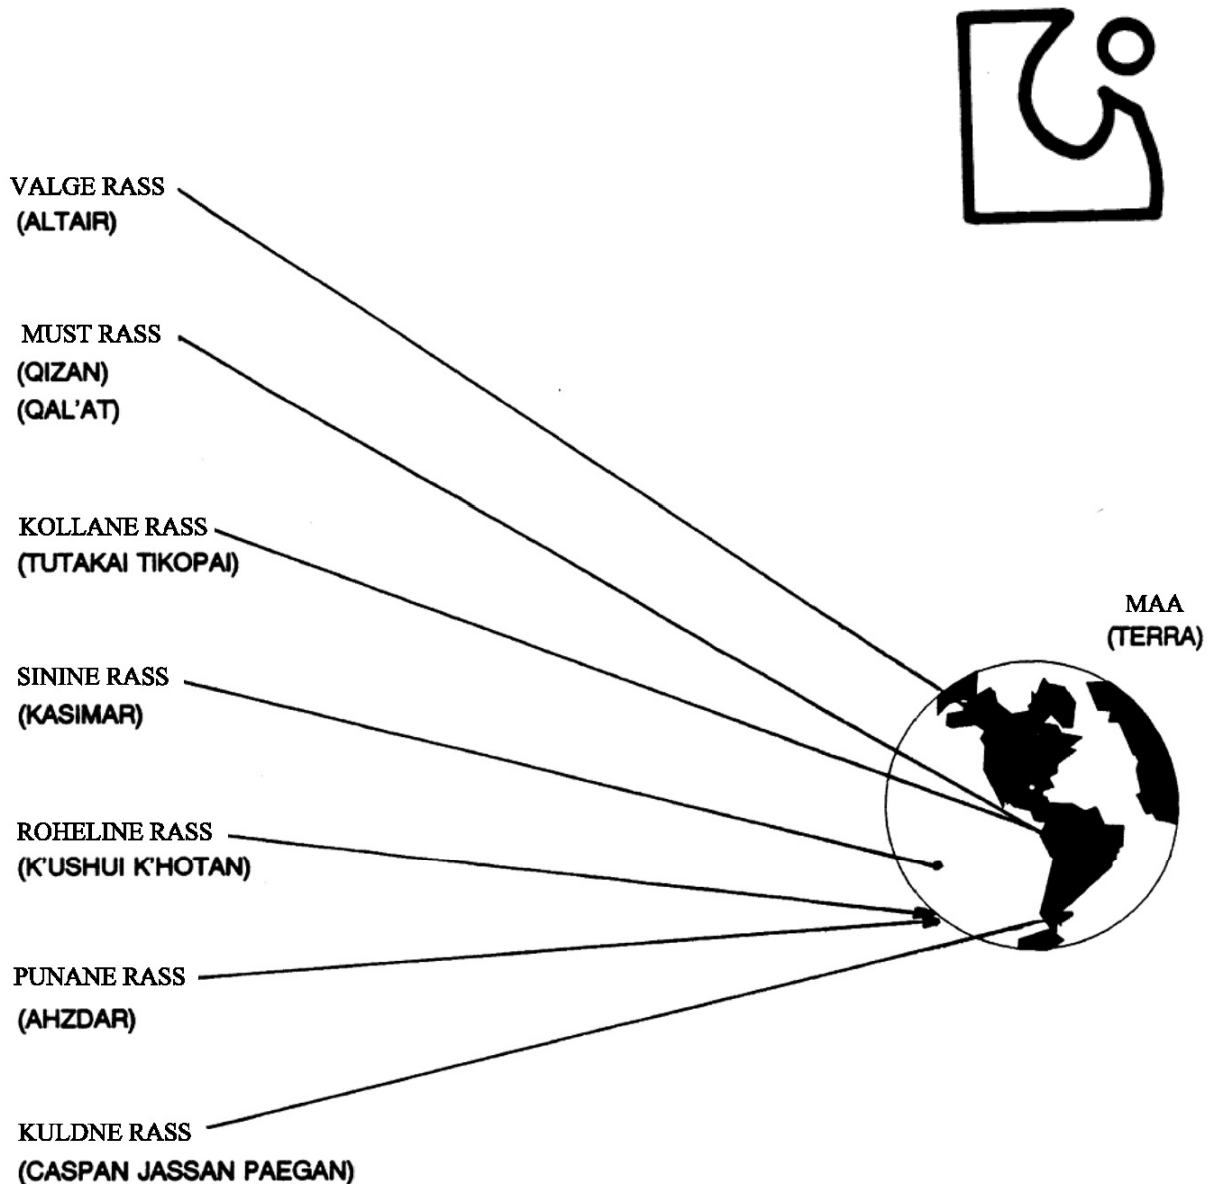 VALGE RASS
(ALTAIR)
MUST RASS
(QIZAN)
(QAL'AT)
KOLLANE RASS
(TUTAKAI TIKOPAI)
MAA
(TERRA)
SININE RASS
(KASIMAR)
ROHELINE RASS
(K'USHUI K'HOTAN)
PUNANE RASS
(AHZDAR)
KULDNE RASS
(CASPAN JASSAN PAEGAN)